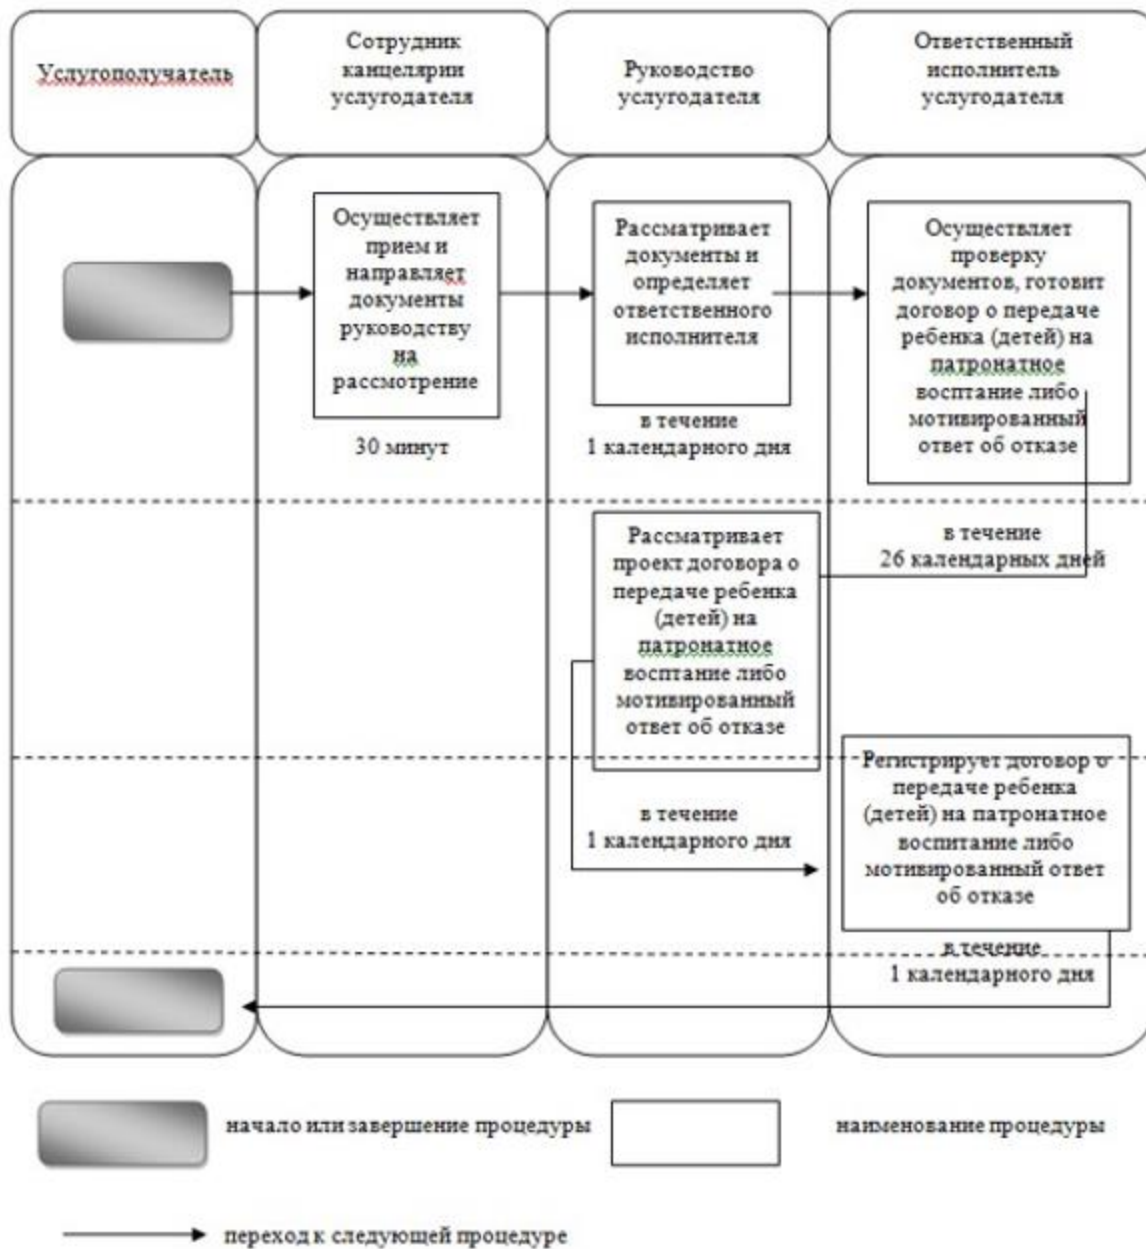 Услугополучатель
Сотрудник
канцелярии
услугодателя
Руководство
услугодателя
Ответственный
исполнитель
услугодателя
Осуществляет
прием и
направляет
документы
руководству
на
рассмотрение
30 минут
Рассматривает
документы и
определяет
ответственного
исполнителя
в течение
1 календарного дня
Осуществляет
проверку
документов, готовит
договор о передаче
ребенка (детей) на
патронатное
восптание либо
мотивированный
ответ об отказе
в течение
26 календарных дней
Рассматривает
проект договора о
передаче ребенка
(детей) на
патронатное
восптание либо
мотивированный
ответ об отказе
в течение
1 календарного дня
Регистрирует договор о
передаче ребенка
(детей) на патронатное
воспитание либо
мотивированный ответ
об отказе
в течение
1 календарного дня
начало или завершение процедуры
наименование процедуры
переход к следующей процедуре